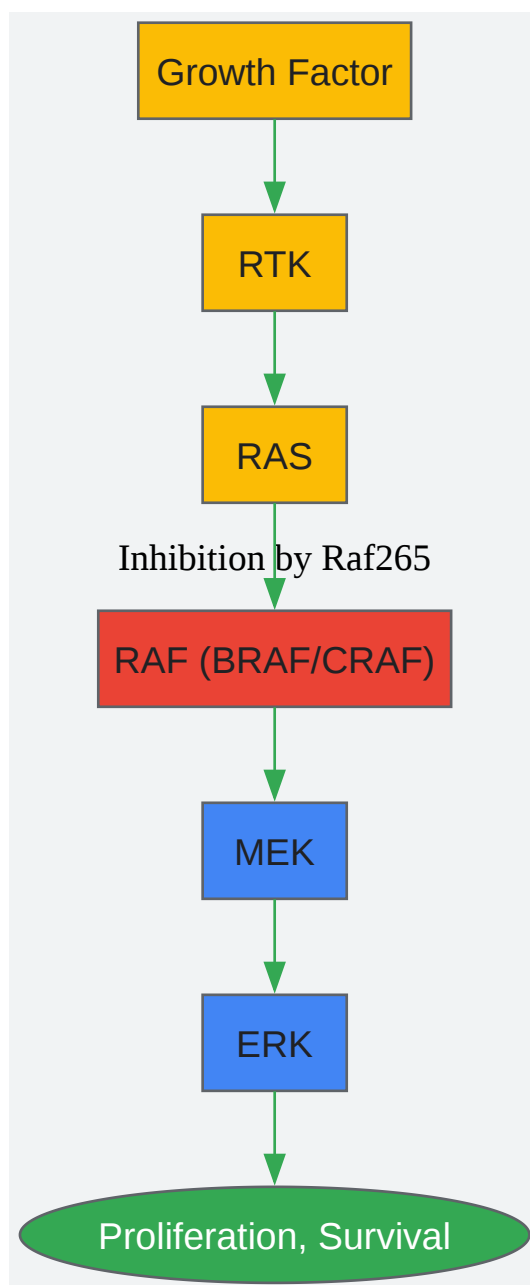 Growth Factor
RTK
RAS
Inhibition by Raf265
RAF (BRAF/CRAF)
MEK
ERK
Proliferation, Survival